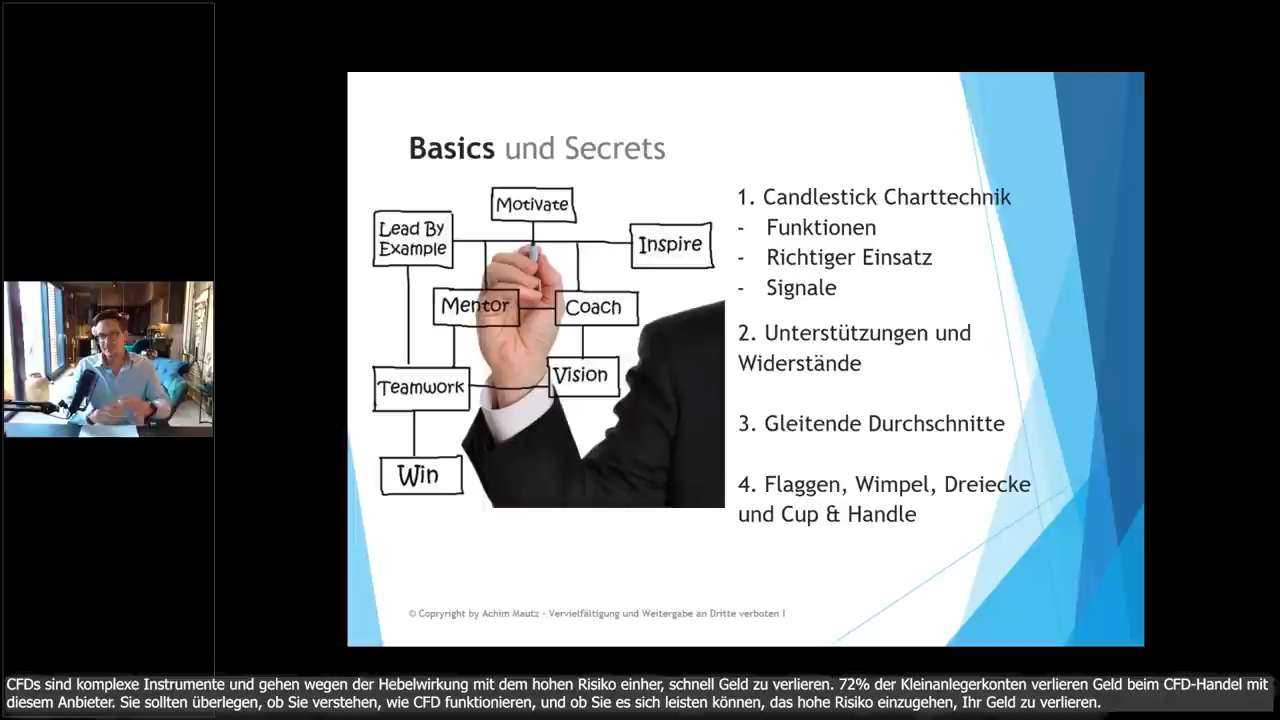 Basics und Secrets
Motivate
Lead By
Example
Inspire
Mentor
Coach
Teamwork
Vision
Win
1. Candlestick Charttechnik
- Funktionen
- Richtiger Einsatz
- Signale
2. Unterstützungen und
Widerstände
3. Gleitende Durchschnitte
4. Flaggen, Wimpel, Dreiecke
und Cup & Handle
© Copryright by Achim Mautz - Vervielfältigung und Weitergabe an Dritte verboten !
CFDs sind komplexe Instrumente und gehen wegen der Hebelwirkung mit dem hohen Risiko einher, schnell Geld zu verlieren. 72% der Kleinanlegerkonten verlieren Geld beim CFD-Handel mit
diesem Anbieter. Sie sollten überlegen, ob Sie verstehen, wie CFD funktionieren, und ob Sie es sich leisten können, das hohe Risiko einzugehen, Ihr Geld zu verlieren.